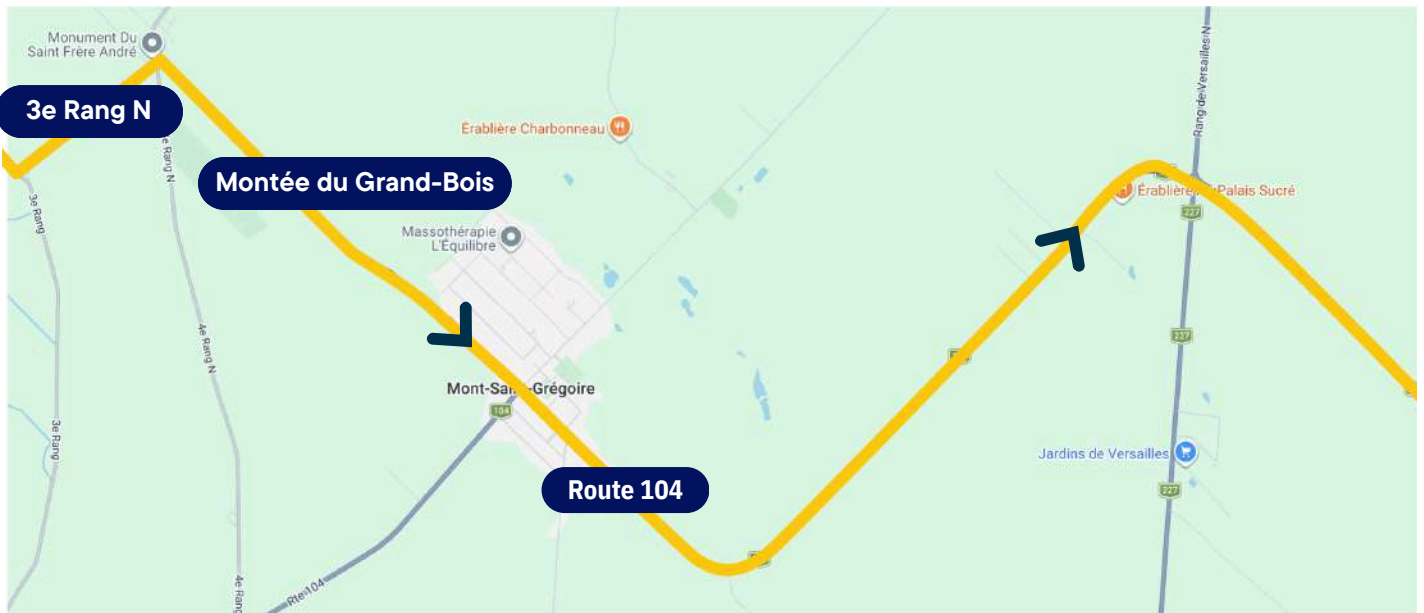 Monument Du
Saint Frère André
3e Rang N
Érablière Charbonneau
Rang de Versailles N
e Rang N
Montée du Grand-Bois
Érablière
Palais Sucré
227
3e Rang
Massothérapie
L'Équilibre
4e Rang N
227
Mont-Sai
Grégoire
104
3e Rang
Jardins de Versailles
Route 104
227
Rte 104
4e Rang